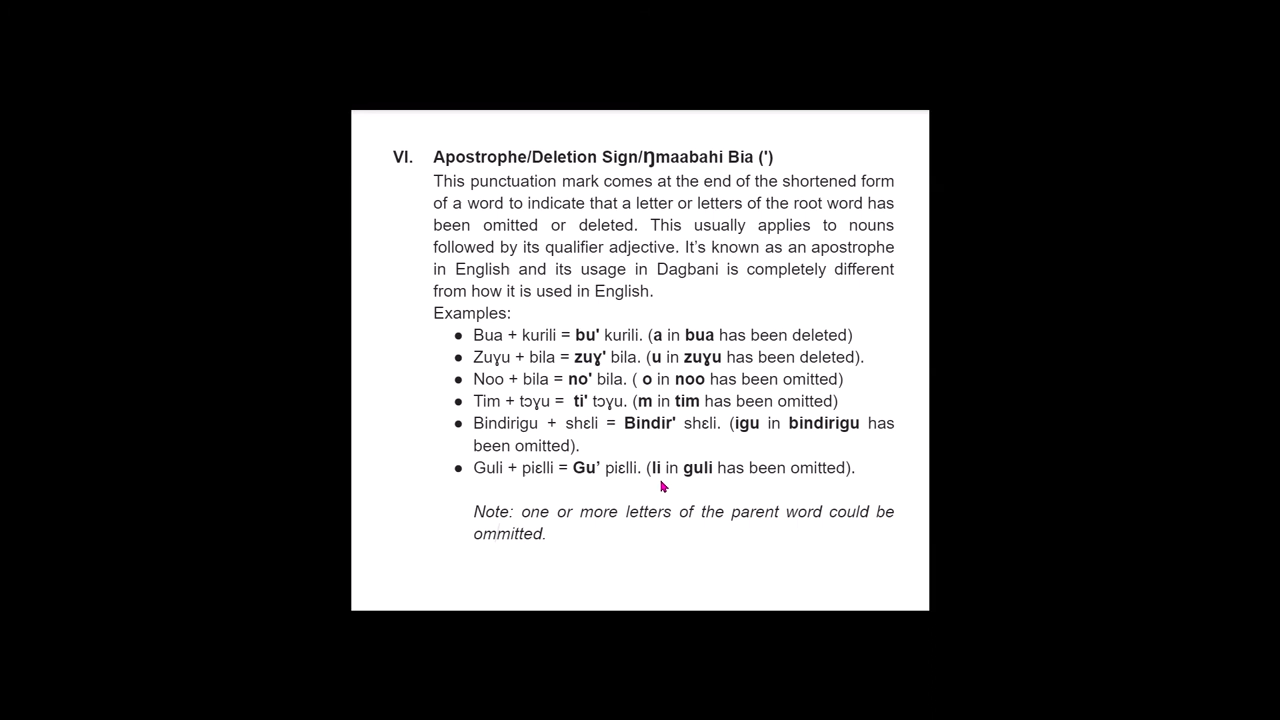 VI. Apostrophe/Deletion Sign/Ŋmaabahi Bia (')
This punctuation mark comes at the end of the shortened form
of a word to indicate that a letter or letters of the root word has
been omitted or deleted. This usually applies to nouns
followed by its qualifier adjective. It’s known as an apostrophe
in English and its usage in Dagbani is completely different
from how it is used in English.
Examples:
● Bua + kurili = bu' kurili. (a in bua has been deleted)
● Zuɣu + bila = zuɣ' bila. (u in zuɣu has been deleted).
● Noo + bila = no' bila. ( o in noo has been omitted)
● Tim + tɔɣu = ti' tɔɣu. (m in tim has been omitted)
● Bindirigu + shɛli = Bindir' shɛli. (igu in bindirigu has
been omitted).
● Guli + piɛlli = Gu’ piɛlli. (li in guli has been omitted).
Note: one or more letters of the parent word could be
ommitted.